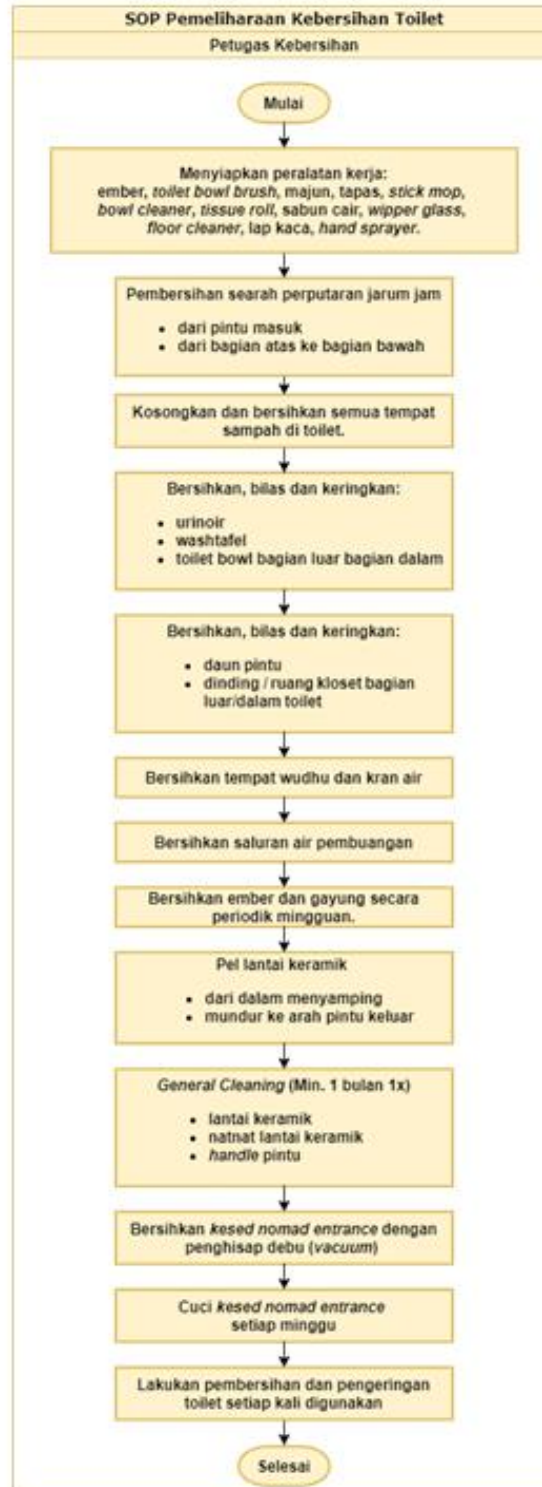 SOP Pemeliharaan Kebersihan Toilet
Petugas Kebersihan
Mulai
Menyiapkan peralatan kerja:
ember, toilet bowl brush, majun, tapas, stick mop,
bowl cleaner, tissue roll, sabun cair, wipper glass,
floor cleaner, lap kaca, hand sprayer.
Pembersihan searah perputaran jarum jam
• dari pintu masuk
• dari bagian atas ke bagian bawah
Kosongkan dan bersihkan semua tempat
sampah di toilet.
Bersihkan, bilas dan keringkan:
• urinoir
• washtafel
• toilet bowl bagian luar bagian dalam
Bersihkan, bilas dan keringkan:
• daun pintu
• dinding / ruang kloset bagian
luar/dalam toilet
Bersihkan tempat wudhu dan kran air
Bersihkan saluran air pembuangan
Bersihkan ember dan gayung secara
periodik mingguan.
Pel lantai keramik
• dari dalam menyamping
• mundur ke arah pintu keluar
General Cleaning (Min. 1 bulan 1x)
• lantai keramik
• natnat lantai keramik
• handle pintu
Bersihkan kesed nomad entrance dengan
penghisap debu (vacuum)
Cuci kesed nomad entrance
setiap minggu
Lakukan pembersihan dan pengeringan
toilet setiap kali digunakan
Selesai